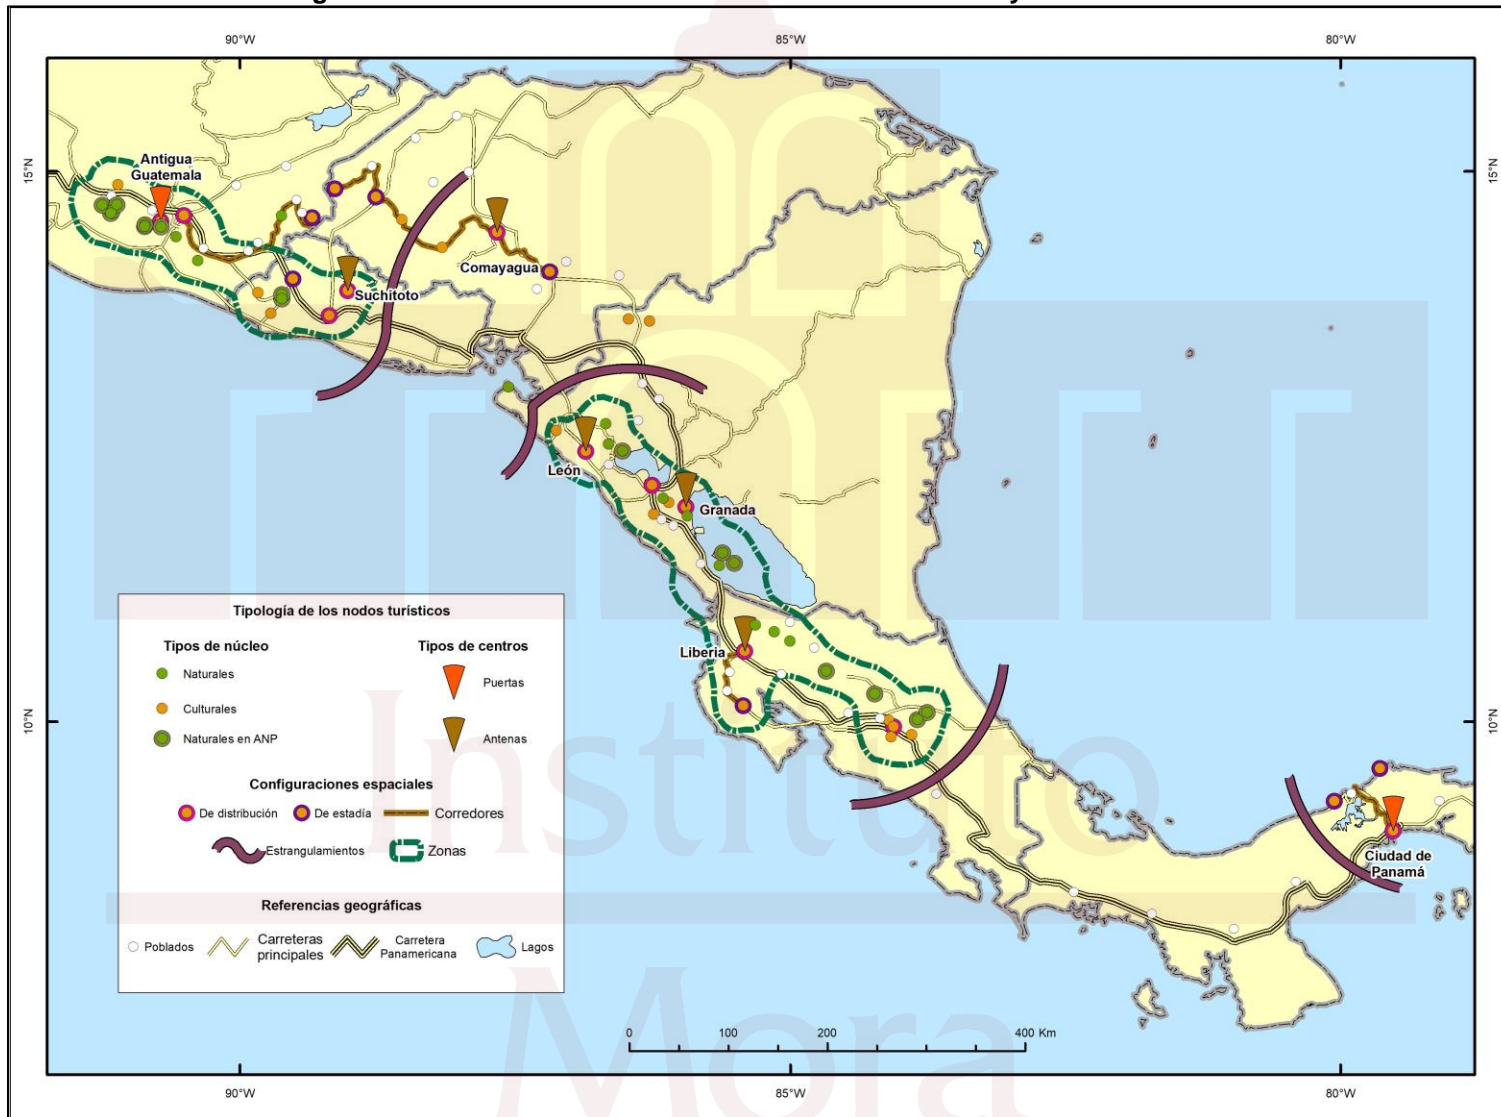 90°W
85°W
80°W
15°N
15°N
Antigua
Guatemala
Comayagua
Suchitoto
León
Granada
Liberia
10°N
10°N
Ciudad de
Panamá
Tipología de los nodos turísticos
Tipos de núcleo
Tipos de centros
Naturales
Puertas
Culturales
Naturales en ANP
Antenas
Configuraciones espaciales
De distribución
De estadía
Corredores
Estrangulamientos
Zonas
Referencias geográficas
Poblados
Carreteras
principales
Carretera
Panamericana
Lagos
0 100 200 400 Km
90°W
85°W
80°W
Instituto
Mora